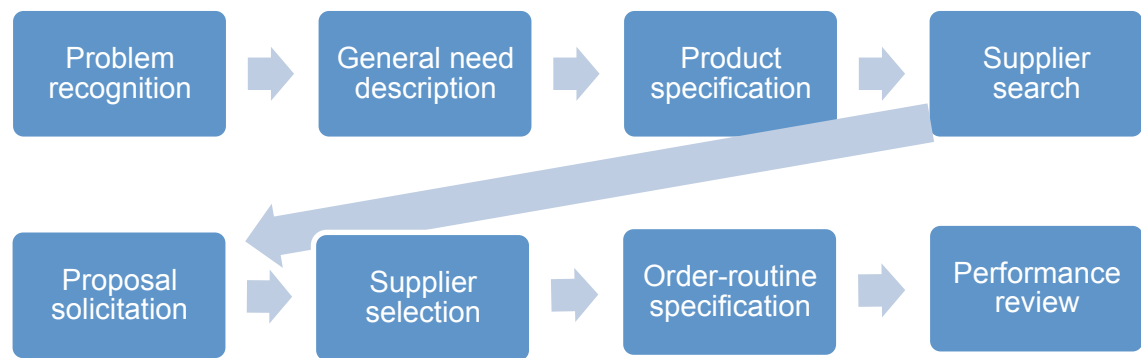 Problem
recognition
General need
description
Product
specification
Supplier
search
Proposal
solicitation
Supplier
selection
Order-routine
specification
Performance
review